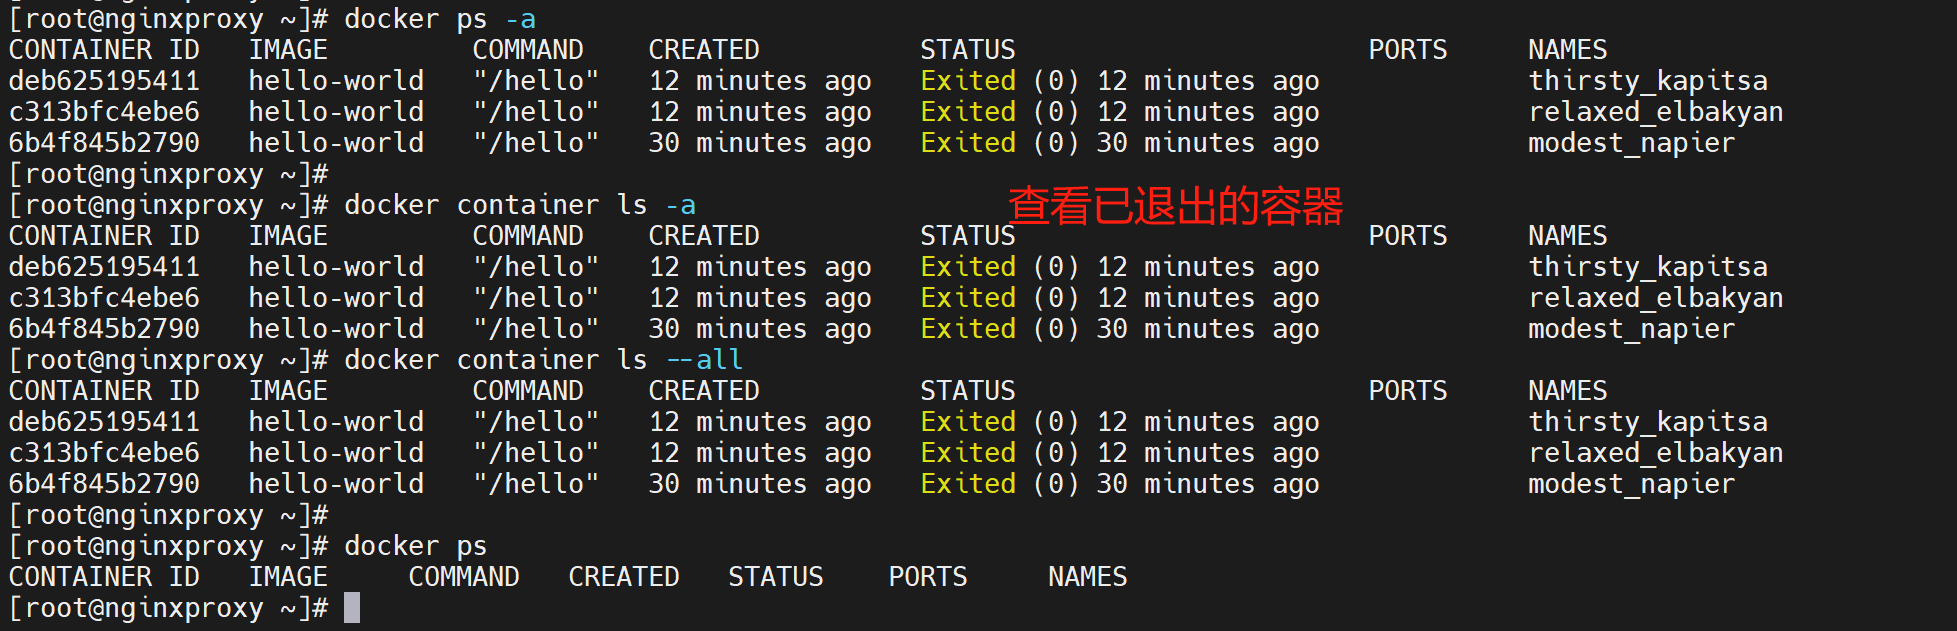 [root@nginxproxy ~]# docker ps -a
CONTAINER ID   IMAGE         COMMAND    CREATED          STATUS                      PORTS     NAMES
deb625195411   hello-world   "/hello"   12 minutes ago   Exited (0) 12 minutes ago             thirsty_kapitsa
c313bfc4ebe6   hello-world   "/hello"   12 minutes ago   Exited (0) 12 minutes ago             relaxed_elbakyan
6b4f845b2790   hello-world   "/hello"   30 minutes ago   Exited (0) 30 minutes ago             modest_napier
[root@nginxproxy ~]#
[root@nginxproxy ~]# docker container ls -a
查看已退出的容器
CONTAINER ID   IMAGE         COMMAND    CREATED          STATUS                      PORTS     NAMES
deb625195411   hello-world   "/hello"   12 minutes ago   Exited (0) 12 minutes ago             thirsty_kapitsa
c313bfc4ebe6   hello-world   "/hello"   12 minutes ago   Exited (0) 12 minutes ago             relaxed_elbakyan
6b4f845b2790   hello-world   "/hello"   30 minutes ago   Exited (0) 30 minutes ago             modest_napier
[root@nginxproxy ~]# docker container ls --all
CONTAINER ID   IMAGE         COMMAND    CREATED          STATUS                      PORTS     NAMES
deb625195411   hello-world   "/hello"   12 minutes ago   Exited (0) 12 minutes ago             thirsty_kapitsa
c313bfc4ebe6   hello-world   "/hello"   12 minutes ago   Exited (0) 12 minutes ago             relaxed_elbakyan
6b4f845b2790   hello-world   "/hello"   30 minutes ago   Exited (0) 30 minutes ago             modest_napier
[root@nginxproxy ~]#
[root@nginxproxy ~]# docker ps
CONTAINER ID   IMAGE     COMMAND   CREATED   STATUS    PORTS     NAMES
[root@nginxproxy ~]#